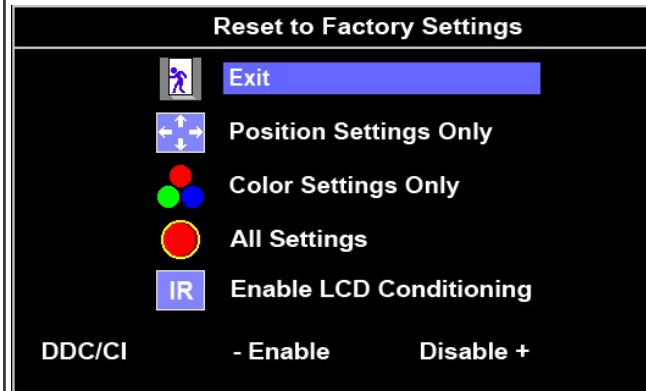 Reset to Factory Settings
Exit
Position Settings Only
Color Settings Only
All Settings
IR Enable LCD Conditioning
DDC/CI - Enable Disable +